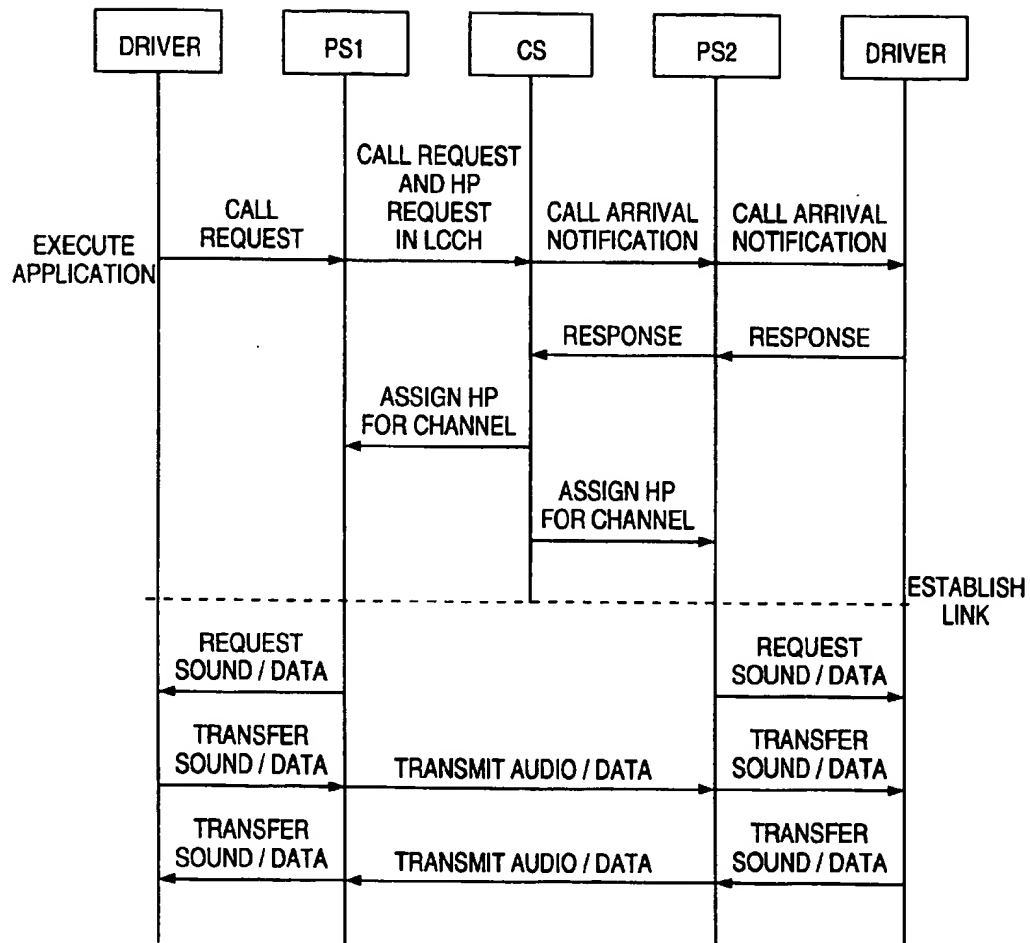 DRIVER
PS1
CS
PS2
DRIVER
EXECUTE
APPLICATION
CALL
REQUEST
CALL REQUEST
AND HP
REQUEST
IN LCCH
CALL ARRIVAL
NOTIFICATION
CALL ARRIVAL
NOTIFICATION
RESPONSE
RESPONSE
ASSIGN HP
FOR CHANNEL
ASSIGN HP
FOR CHANNEL
ESTABLISH
LINK
REQUEST
SOUND / DATA
REQUEST
SOUND / DATA
TRANSFER
SOUND / DATA
TRANSMIT AUDIO / DATA
TRANSFER
SOUND / DATA
TRANSFER
SOUND / DATA
TRANSMIT AUDIO / DATA
TRANSFER
SOUND / DATA